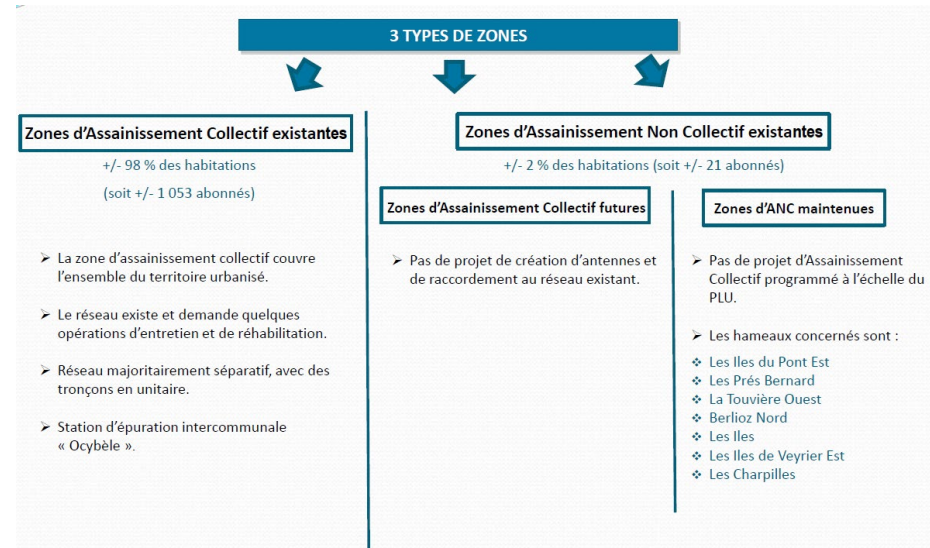 3 TYPES DE ZONES
Zones d'Assainissement Collectif existantes
+/- 98 % des habitations
(soit +/- 1 053 abonnés)
➢ La zone d'assainissement collectif couvre
l'ensemble du territoire urbanisé.
➢ Le réseau existe et demande quelques
opérations d'entretien et de réhabilitation.
➢ Réseau majoritairement séparatif, avec des
tronçons en unitaire.
➢ Station d'épuration intercommunale
« Ocybèle ».
Zones d'Assainissement Non Collectif existantes
+/- 2 % des habitations (soit +/- 21 abonnés)
Zones d'Assainissement Collectif futures
➢ Pas de projet de création d'antennes et
de raccordement au réseau existant.
Zones d'ANC maintenues
➢ Pas de projet d'Assainissement
Collectif programmé à l'échelle du
PLU.
➢ Les hameaux concernés sont :
❖ Les Iles du Pont Est
❖ Les Prés Bernard
❖ La Touvière Ouest
❖ Berlioz Nord
❖ Les Iles
❖ Les Iles de Veyrier Est
❖ Les Charpilles